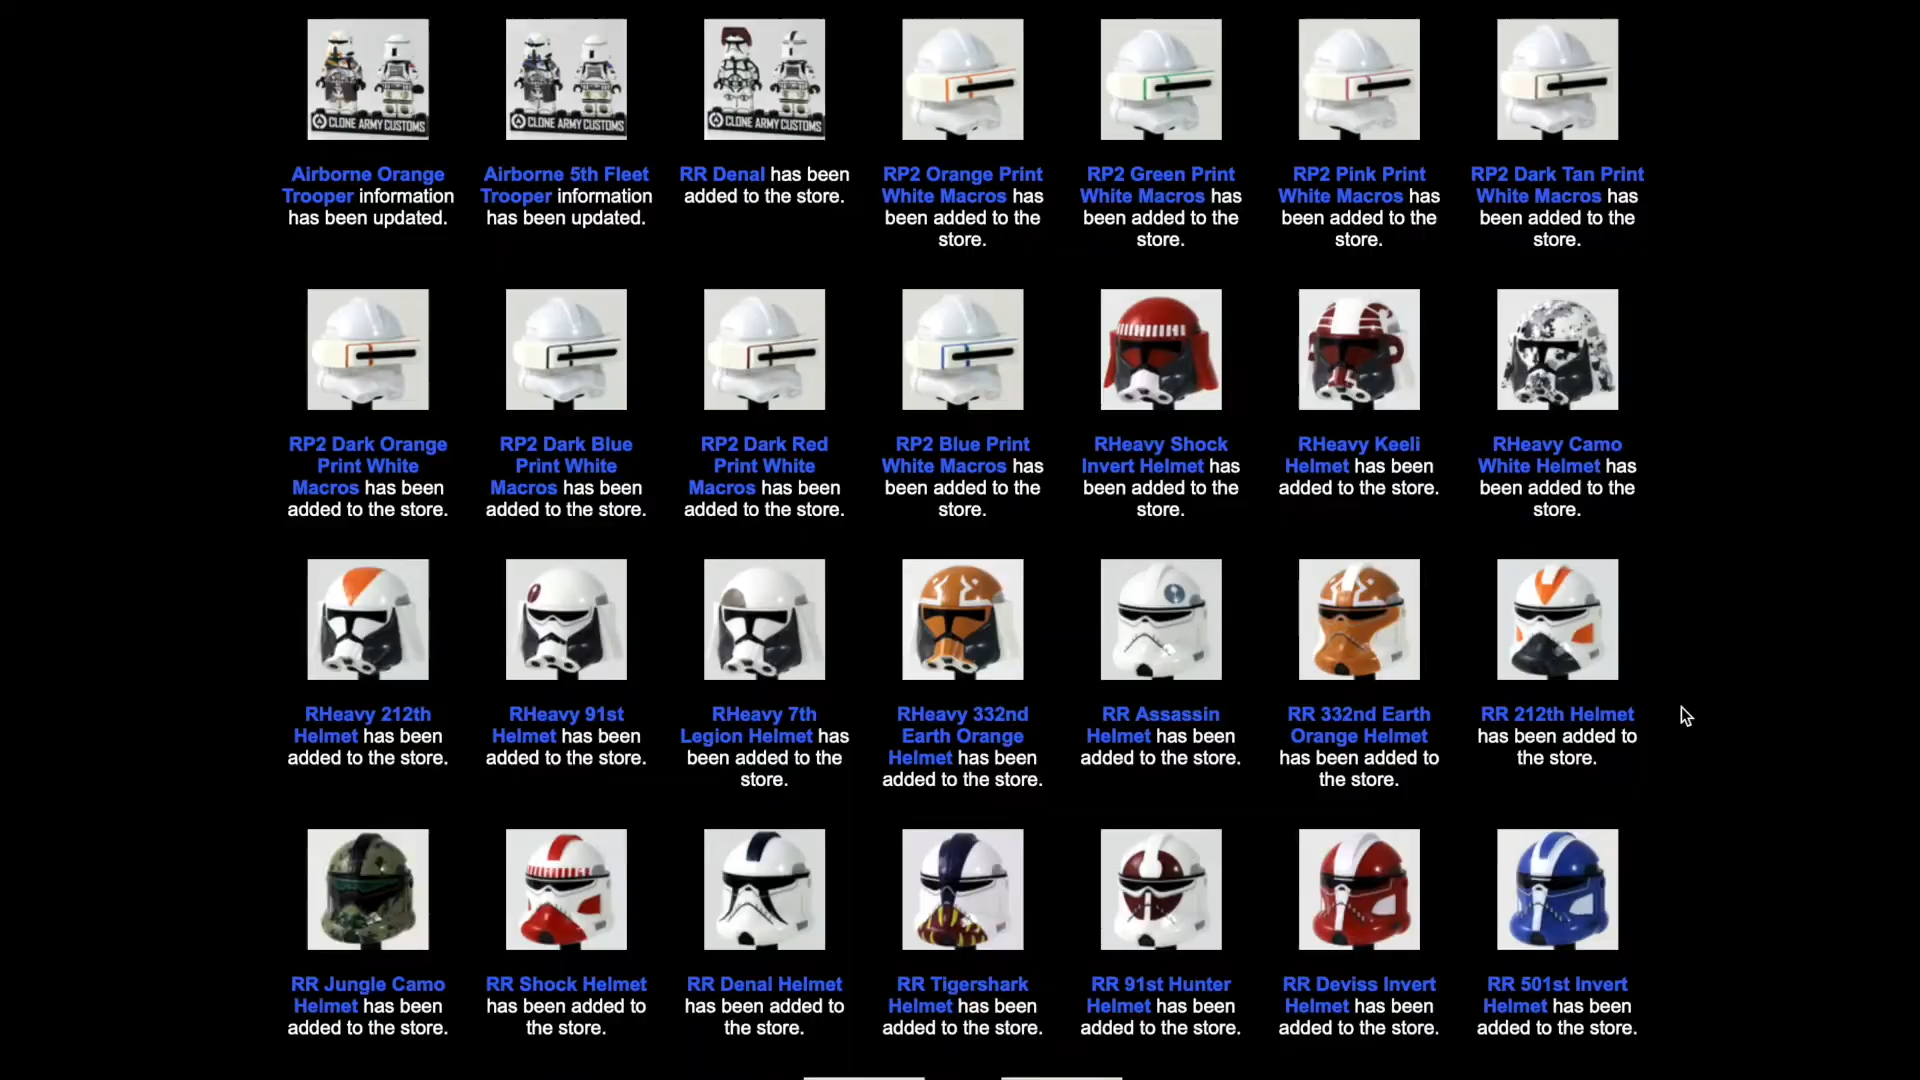 CLONE ARMY CUSTOMS
CLONE ARMY CUSTOMS
CLONE ARMY CUSTOMS
Airborne Orange
Trooper information
has been updated.
Airborne 5th Fleet
Trooper information
has been updated.
RR Denal has been
added to the store.
RP2 Orange Print
White Macros has
been added to the
store.
RP2 Green Print
White Macros has
been added to the
store.
RP2 Pink Print
White Macros has
been added to the
store.
RP2 Dark Tan Print
White Macros has
been added to the
store.
RP2 Dark Orange
Print White
Macros has been
added to the store.
RP2 Dark Blue
Print White
Macros has been
added to the store.
RP2 Dark Red
Print White
Macros has been
added to the store.
RP2 Blue Print
White Macros has
been added to the
store.
RHeavy Shock
Invert Helmet has
been added to the
store.
RHeavy Keeli
Helmet has been
added to the store.
RHeavy Camo
White Helmet has
been added to the
store.
RHeavy 212th
Helmet has been
added to the store.
RHeavy 91st
Helmet has been
added to the store.
RHeavy 7th
Legion Helmet has
been added to the
store.
RHeavy 332nd
Earth Orange
Helmet has been
added to the store.
RR Assassin
Helmet has been
added to the store.
RR 332nd Earth
Orange Helmet
has been added to
the store.
RR 212th Helmet
has been added to
the store.
RR Jungle Camo
Helmet has been
added to the store.
RR Shock Helmet
has been added to
the store.
RR Denal Helmet
has been added to
the store.
RR Tigershark
Helmet has been
added to the store.
RR 91st Hunter
Helmet has been
added to the store.
RR Deviss Invert
Helmet has been
added to the store.
RR 501st Invert
Helmet has been
added to the store.